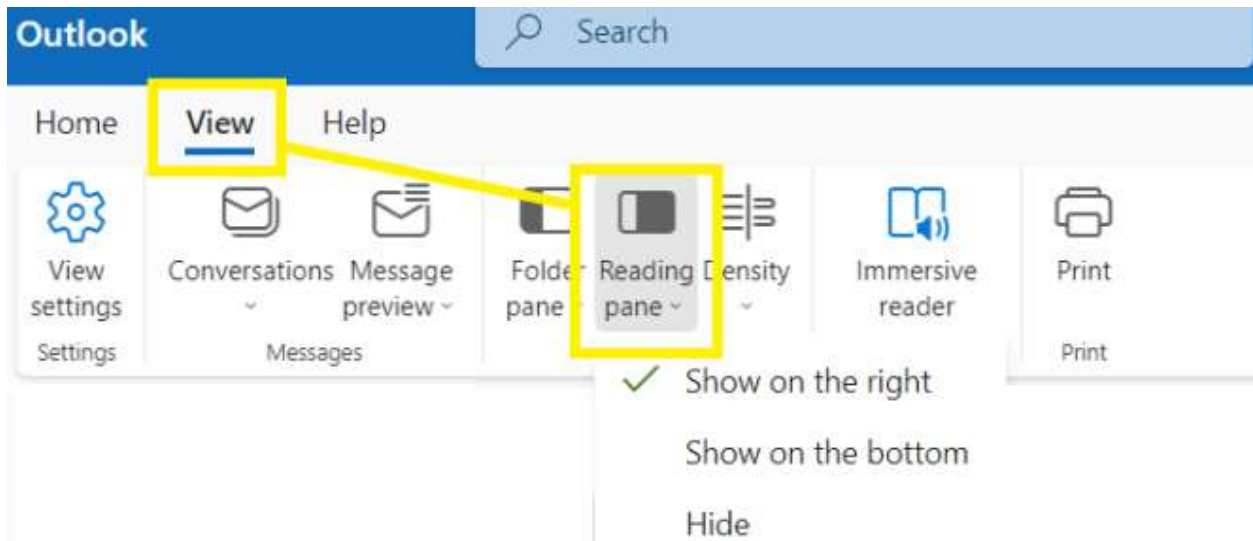 Outlook
Search
Home View Help
View settings
Conversations
Message preview
Folder pane
Reading pane
Density
Immersive reader
Print
Settings
Messages
Print
Show on the right
Show on the bottom
Hide